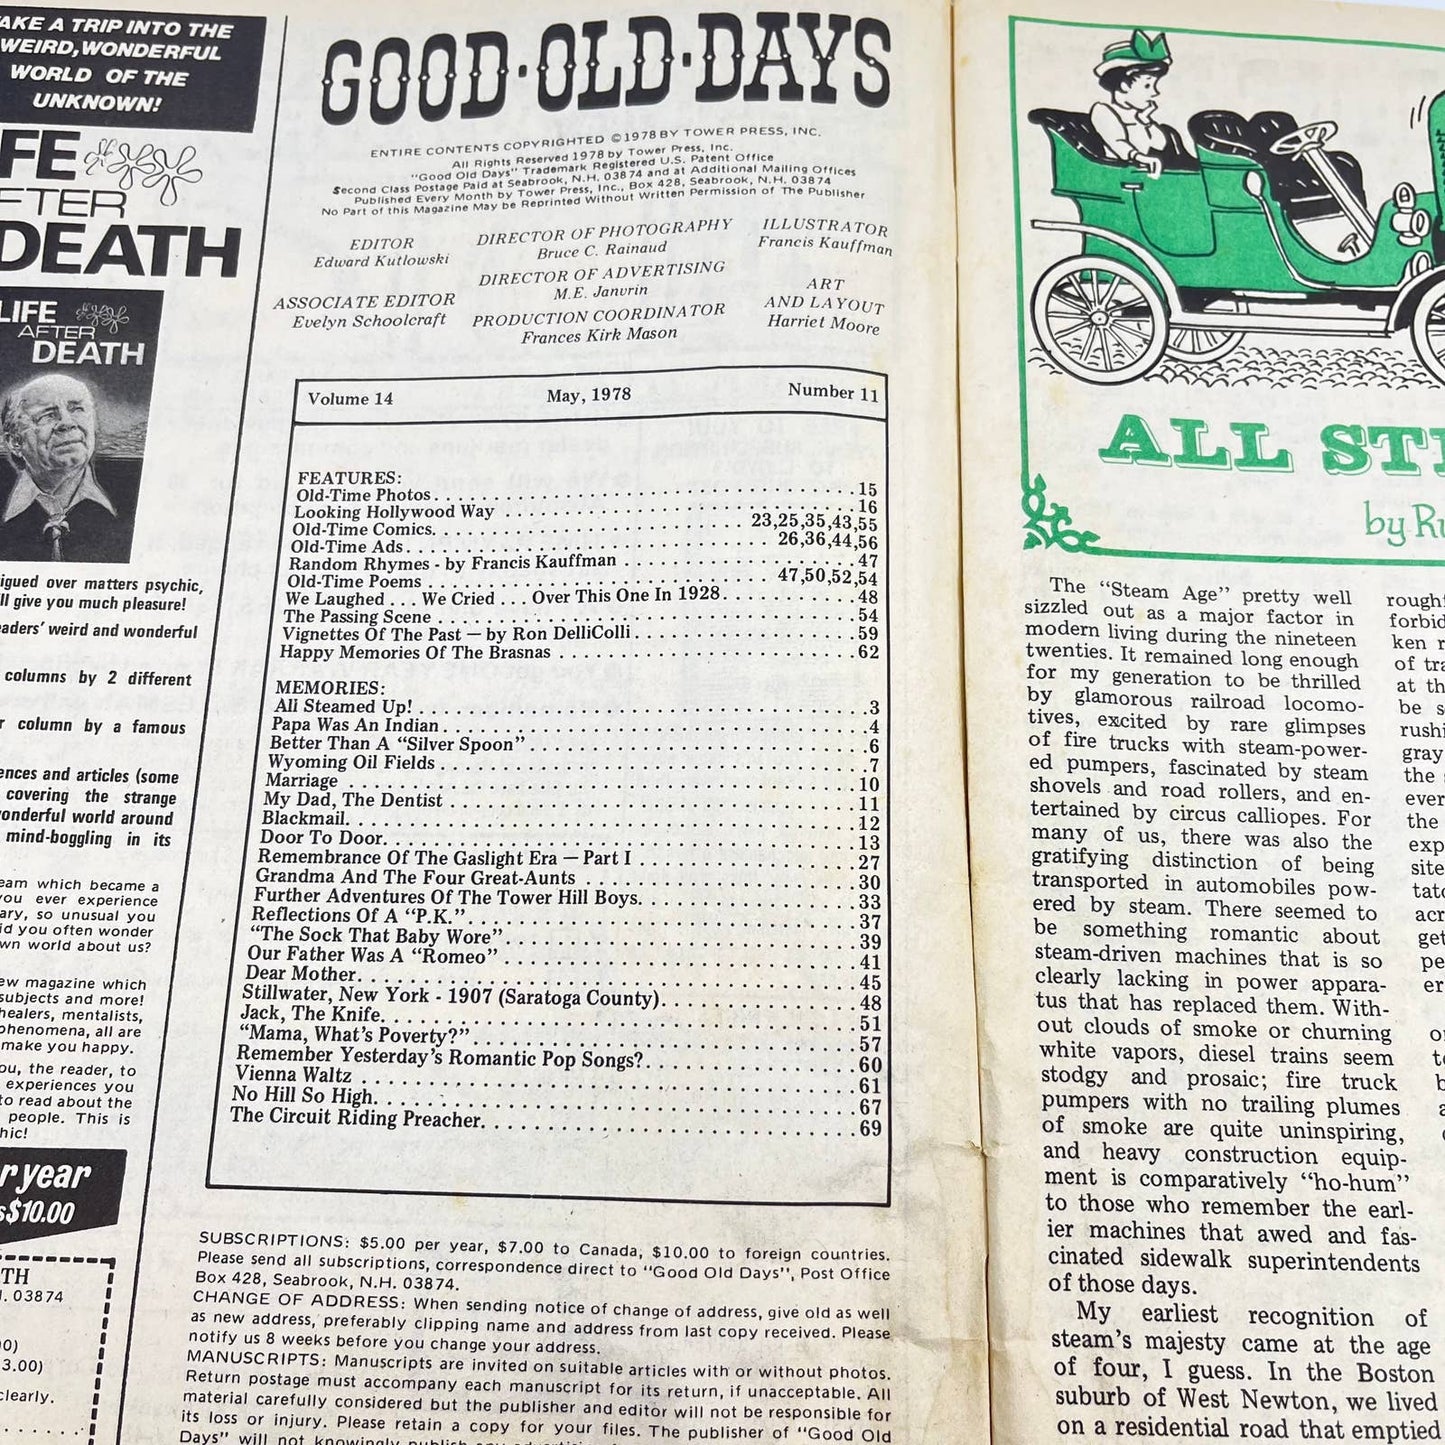 TAKE A TRIP INTO THE
WEIRD, WONDERFUL
WORLD OF THE
UNKNOWN!
LIFE
AFTER
DEATH
LIFE
AFTER
DEATH
over matters psychic,
give you much pleasure!
weird and wonderful
columns by 2 different
column by a famous
and articles (some
covering the strange
world around
mind-boggling in its
which became a
you ever experience
so unusual you
you often wonder
world about us?
magazine which
subjects and more!
healers, mentalists,
phenomena, all are
make you happy.
you, the reader, to
experiences you
to read about the
people. This is
year
$10.00
03874
3.00)
clearly.
GOOD·OLD·DAYS
ENTIRE CONTENTS COPYRIGHTED ©1978 BY TOWER PRESS, INC.
All Rights Reserved 1978 by Tower Press, Inc.
"Good Old Days" Trademark Registered U.S. Patent Office
Second Class Postage Paid at Seabrook, N.H. 03874 and at Additional Mailing Offices
Published Every Month by Tower Press, Inc., Box 428, Seabrook, N.H. 03874
No Part of this Magazine May be Reprinted Without Written Permission of The Publisher
EDITOR
Edward Kutlowski
ASSOCIATE EDITOR
Evelyn Schoolcraft
DIRECTOR OF PHOTOGRAPHY
Bruce C. Rainaud
DIRECTOR OF ADVERTISING
M.E. Janvrin
PRODUCTION COORDINATOR
Frances Kirk Mason
ILLUSTRATOR
Francis Kauffman
ART
AND LAYOUT
Harriet Moore
Volume 14 May, 1978 Number 11
FEATURES:
Old-Time Photos. . . 15
Looking Hollywood Way . . . 16
Old-Time Comics. . . 23,25,35,43,55
Old-Time Ads. . . 26,36,44,56
Random Rhymes - by Francis Kauffman . . . 47
Old-Time Poems . . . 47,50,52,54
We Laughed . . . We Cried . . . Over This One In 1928. . . 48
The Passing Scene . . . 54
Vignettes Of The Past — by Ron DelliColli. . . 59
Happy Memories Of The Brasnas . . . 62
MEMORIES:
All Steamed Up! . . . 3
Papa Was An Indian. . . 4
Better Than A "Silver Spoon" . . . 6
Wyoming Oil Fields . . . 7
Marriage . . . 10
My Dad, The Dentist . . . 11
Blackmail. . . 12
Door To Door. . . 13
Remembrance Of The Gaslight Era — Part I . . . 27
Grandma And The Four Great-Aunts . . . 30
Further Adventures Of The Tower Hill Boys. . . 33
Reflections Of A "P.K.". . . 37
"The Sock That Baby Wore". . . 39
Our Father Was A "Romeo" . . . 41
Dear Mother. . . 45
Stillwater, New York - 1907 (Saratoga County). . . 48
Jack, The Knife. . . 51
"Mama, What's Poverty?". . . 57
Remember Yesterday's Romantic Pop Songs?. . . 60
Vienna Waltz . . . 61
No Hill So High. . . 67
The Circuit Riding Preacher. . . 69
SUBSCRIPTIONS: $5.00 per year, $7.00 to Canada, $10.00 to foreign countries.
Please send all subscriptions, correspondence direct to "Good Old Days", Post Office
Box 428, Seabrook, N.H. 03874.
CHANGE OF ADDRESS: When sending notice of change of address, give old as well
as new address, preferably clipping name and address from last copy received. Please
notify us 8 weeks before you change your address.
MANUSCRIPTS: Manuscripts are invited on suitable articles with or without photos.
Return postage must accompany each manuscript for its return, if unacceptable. All
material carefully considered but the publisher and editor will not be responsible for
its loss or injury. Please retain a copy for your files. The publisher of "Good Old
Days" will not knowingly publish any
ALL
by
The "Steam Age" pretty well
sizzled out as a major factor in
modern living during the nineteen
twenties. It remained long enough
for my generation to be thrilled
by glamorous railroad locomo-
tives, excited by rare glimpses
of fire trucks with steam-power-
ed pumpers, fascinated by steam
shovels and road rollers, and en-
tertained by circus calliopes. For
many of us, there was also the
gratifying distinction of being
transported in automobiles pow-
ered by steam. There seemed to
be something romantic about
steam-driven machines that is so
clearly lacking in power appara-
tus that has replaced them. With-
out clouds of smoke or churning
white vapors, diesel trains seem
stodgy and prosaic; fire truck
pumpers with no trailing plumes
of smoke are quite uninspiring,
and heavy construction equip-
ment is comparatively "ho-hum"
to those who remember the earl-
ier machines that awed and fas-
cinated sidewalk superintendents
of those days.
My earliest recognition of
steam's majesty came at the age
of four, I guess. In the Boston
suburb of West Newton, we lived
on a residential road that emptied